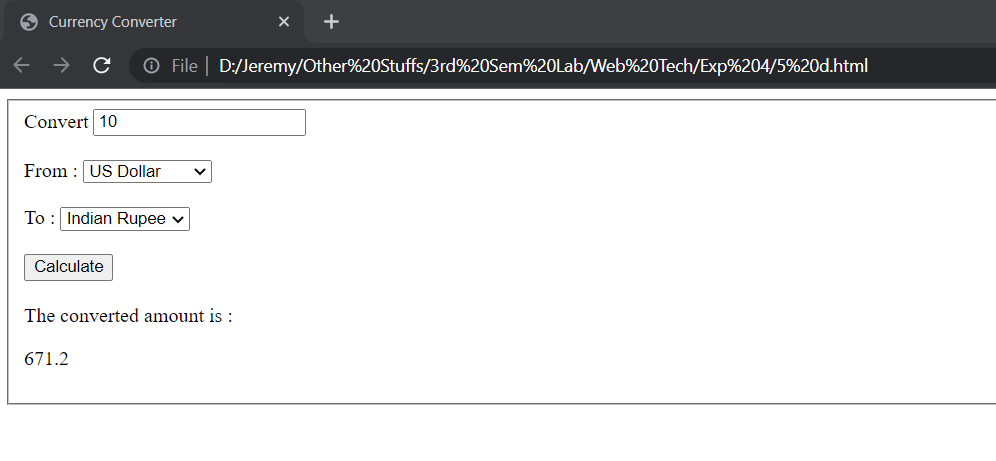 Currency Converter
File D:/Jeremy/Other%20Stuffs/3rd%20Sem%20Lab/Web%20Tech/Exp%204/5%20d.html
Convert 10
From : US Dollar
To : Indian Rupee
Calculate
The converted amount is :
671.2